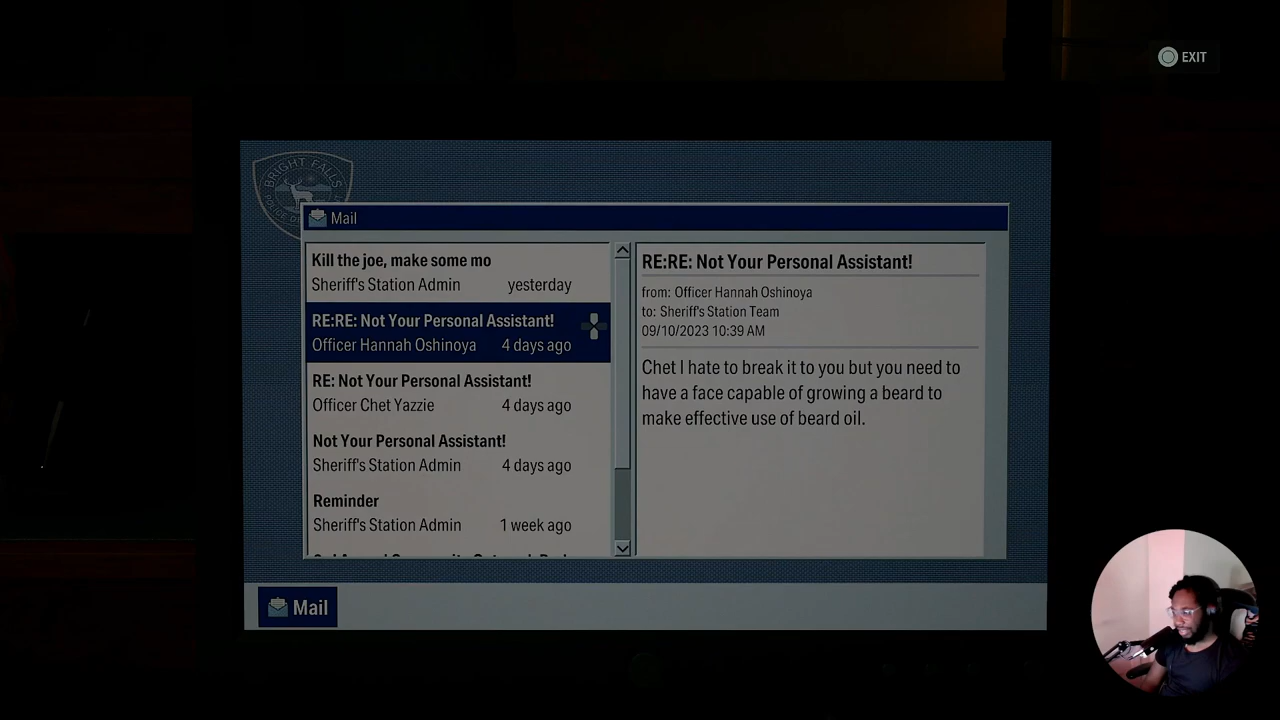 EXIT
BRIGHT FALLS
Mail
Kill the joe, make some mo
Sheriff's Station Admin yesterday
RE:RE: Not Your Personal Assistant!
Officer Hannah Oshinoya 4 days ago
RE: Not Your Personal Assistant!
Officer Chet Yazzie 4 days ago
Not Your Personal Assistant!
Sheriff's Station Admin 4 days ago
Reminder
Sheriff's Station Admin 1 week ago
RE:RE: Not Your Personal Assistant!
from: Officer Hannah Oshinoya
to: Sheriff's Station Team
09/10/2023 10:39 AM
Chet I hate to break it to you but you need to
have a face capable of growing a beard to
make effective use of beard oil.
Mail